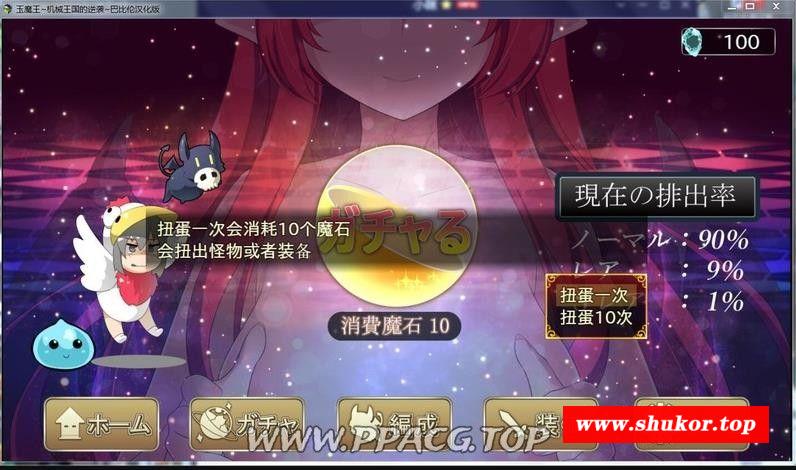 玉魔王~机械王国的逆袭~巴比伦汉化版
100
現在の排出率
ガチャる
扭蛋一次会消耗10个魔石
会扭出怪物或者装备
ノーマル：90%
レア：9%
：1%
扭蛋一次
扭蛋10次
消費魔石 10
ホーム
ガチャ
編成
装
www.shukor.top
WWW.PPACG.TOP